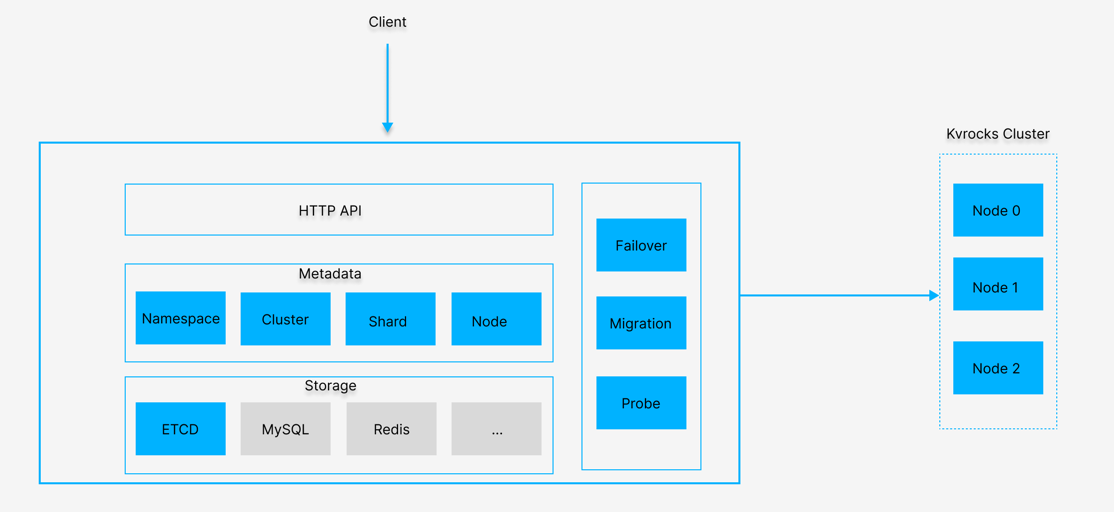 Client
HTTP API
Metadata
Namespace
Cluster
Shard
Node
Storage
ETCD
MySQL
Redis
...
Failover
Migration
Probe
Kvrocks Cluster
Node 0
Node 1
Node 2